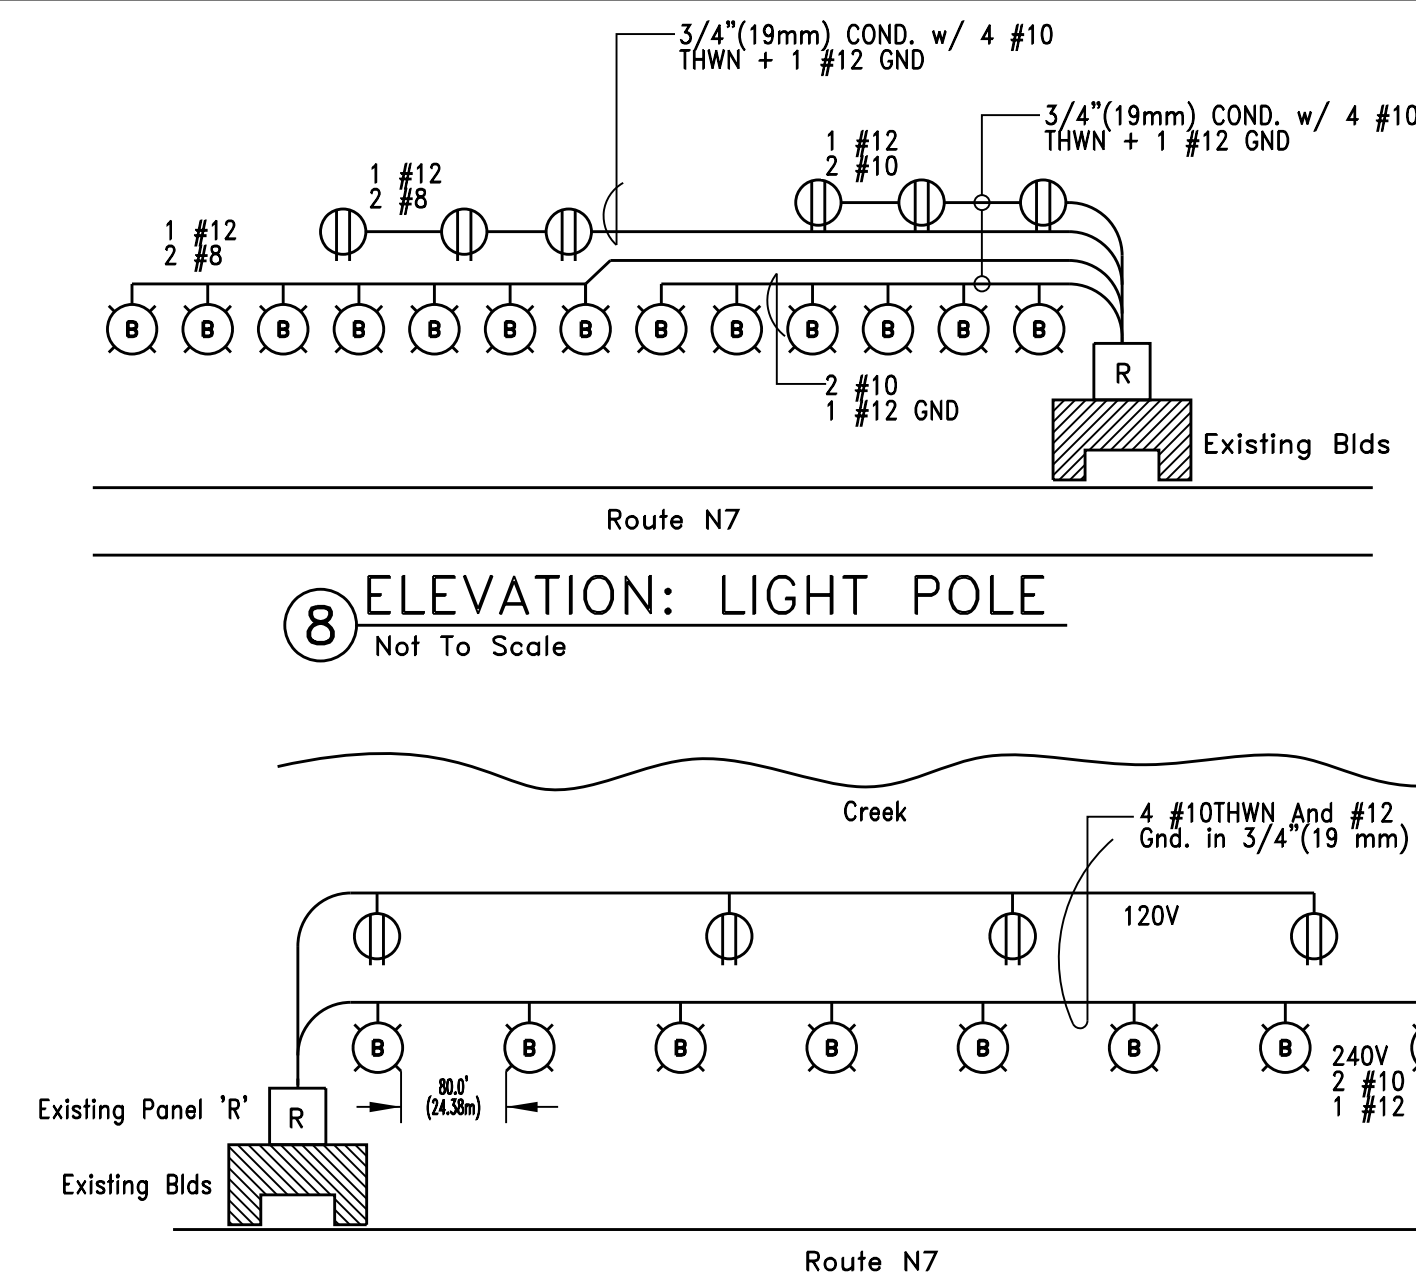 3/4"(19mm) COND. w/ 4 #10
THWN + 1 #12 GND
3/4"(19mm) COND. w/ 4 #10
THWN + 1 #12 GND
1 #12
2 #10
1 #12
2 #8
1 #12
2 #8
B B B B B B B B B B B B B
2 #10
1 #12 GND
R
Existing Blds
Route N7
8
ELEVATION: LIGHT POLE
Not To Scale
Creek
4 #10THWN And #12
Gnd. in 3/4"(19 mm)
120V
B B B B B B B
240V
2 #10
1 #12
80.0'
(24.38m)
Existing Panel 'R'
R
Existing Blds
Route N7